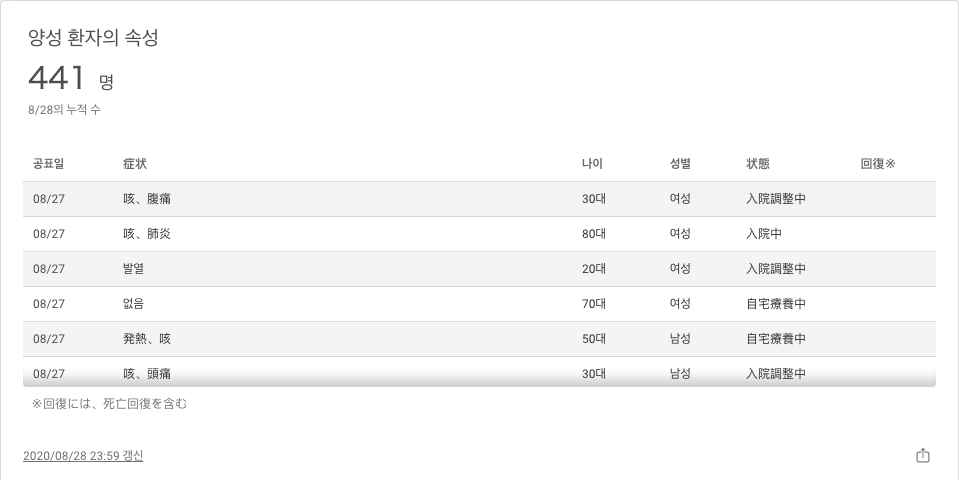 양성 환자의 속성
441 명
8/28의 누적 수
공표일 症状 나이 성별 状態 回復※
08/27 咳、腹痛 30대 여성 入院調整中
08/27 咳、肺炎 80대 여성 入院中
08/27 발열 20대 여성 入院調整中
08/27 없음 70대 여성 自宅療養中
08/27 発熱、咳 50대 남성 自宅療養中
08/27 咳、頭痛 30대 남성 入院調整中
※回復には、死亡回復を含む
2020/08/28 23:59 갱신